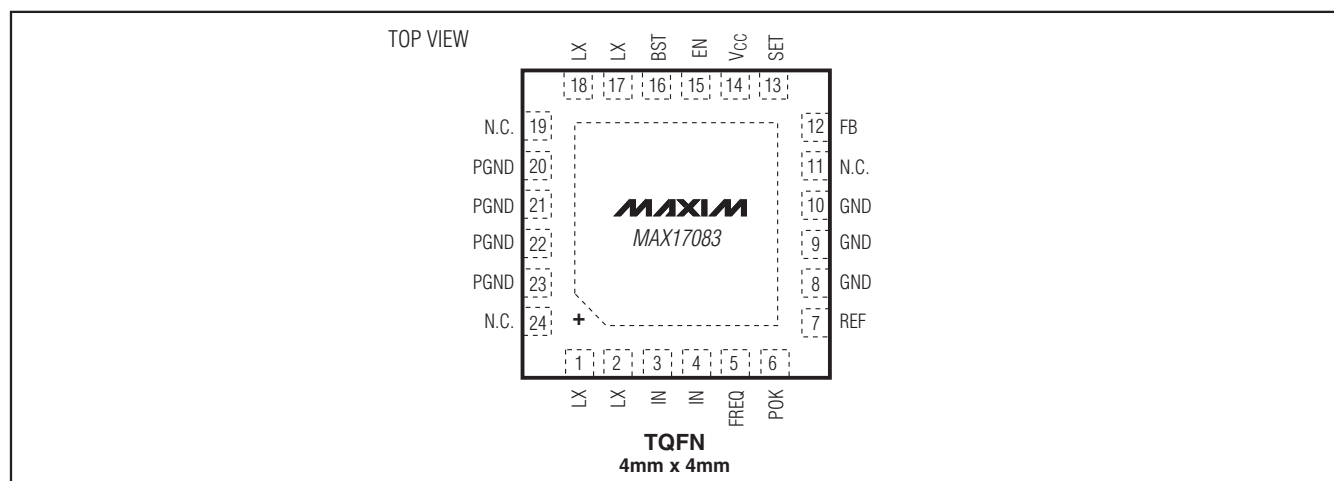 TOP VIEW
LX LX BST EN VCC SET
18 17 16 15 14 13
N.C. 19 12 FB
PGND 20 11 N.C.
PGND 21 10 GND
MAXIM
MAX17083
PGND 22 9 GND
PGND 23 8 GND
N.C. 24 + 7 REF
1 2 3 4 5 6
LX LX IN IN FREQ POK
TQFN
4mm x 4mm